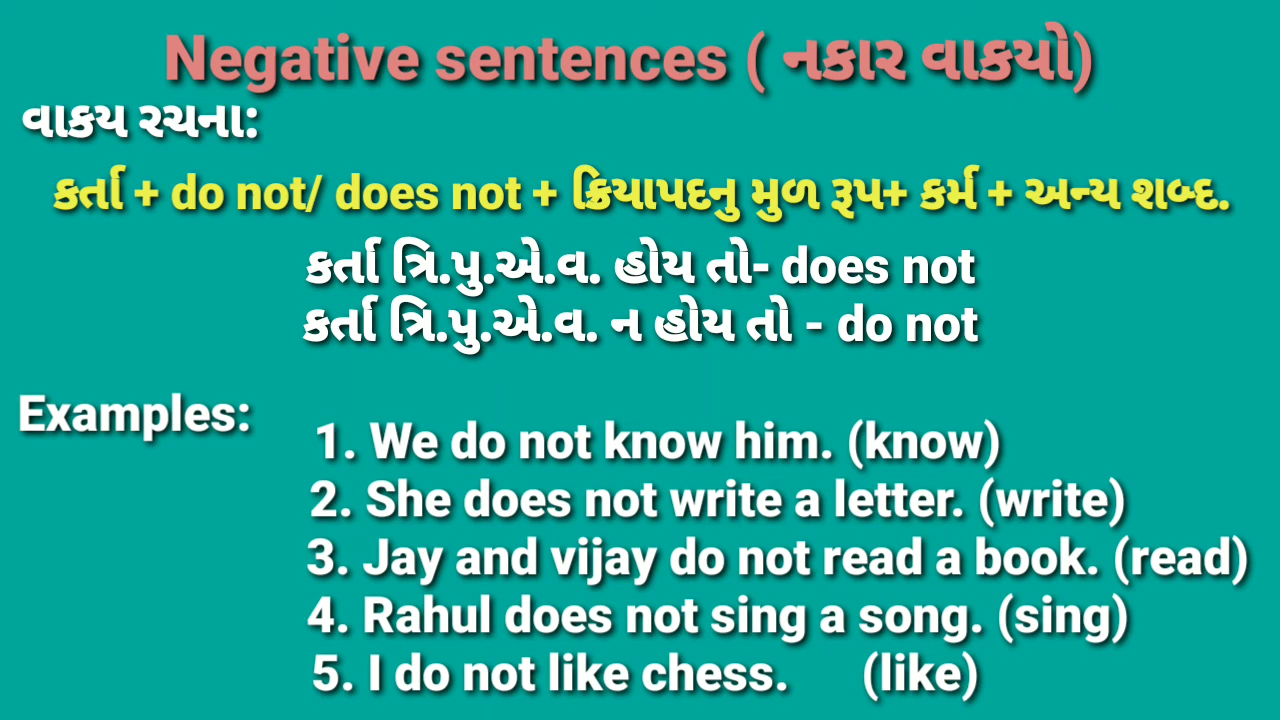 Negative sentences ( નકાર વાકયો)
વાકય રચના:
કર્તા + do not/ does not + ક્રિયાપદનુ મુળ રૂપ+ કર્મ + અન્ય શબ્દ.
કર્તા ત્રિ.પુ.એ.વ. હોય તો- does not
કર્તા ત્રિ.પુ.એ.વ. ન હોય તો - do not
Examples:
1. We do not know him. (know)
2. She does not write a letter. (write)
3. Jay and vijay do not read a book. (read)
4. Rahul does not sing a song. (sing)
5. I do not like chess. (like)